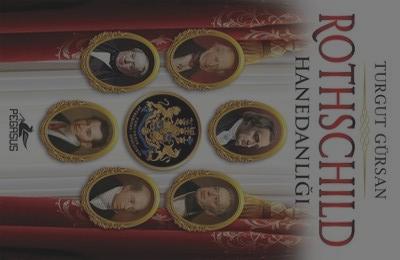 TURGUT GÜRSAN
ROTHSCHILD
HANEDANLIĞI
PEGASUS